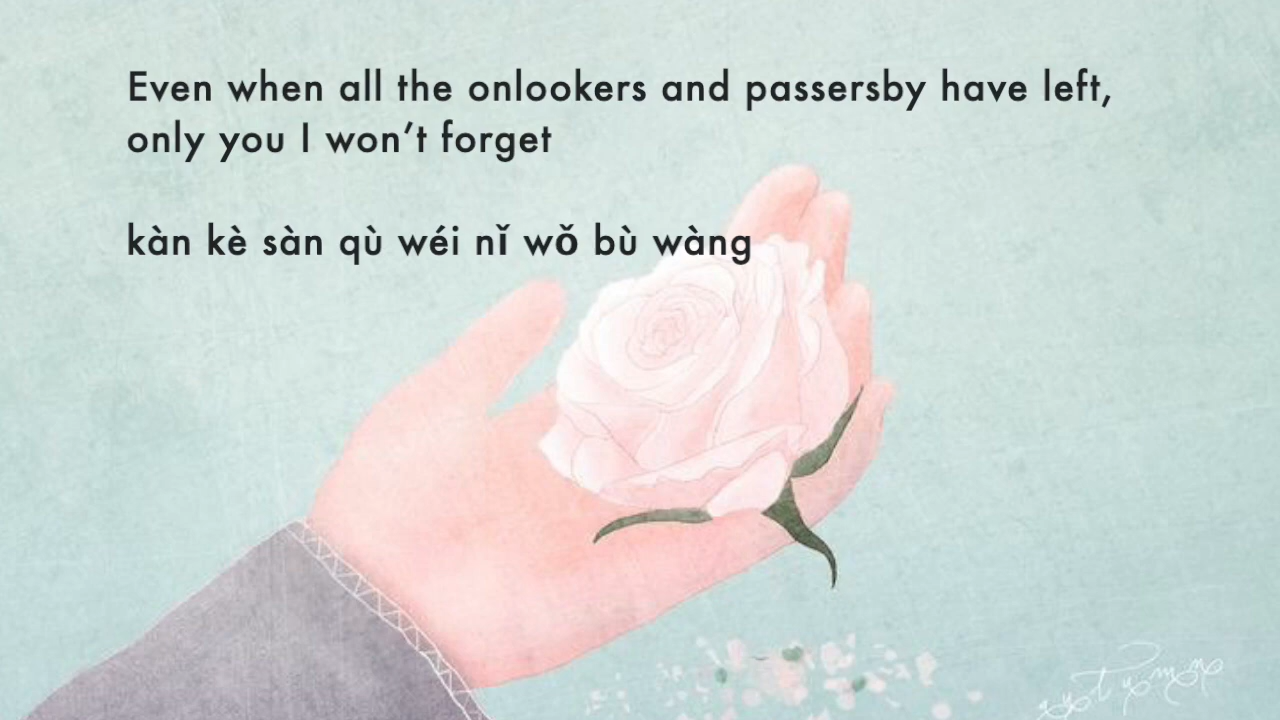 Even when all the onlookers and passersby have left,
only you I won’t forget
kàn kè sàn qù wéi nǐ wǒ bù wàng